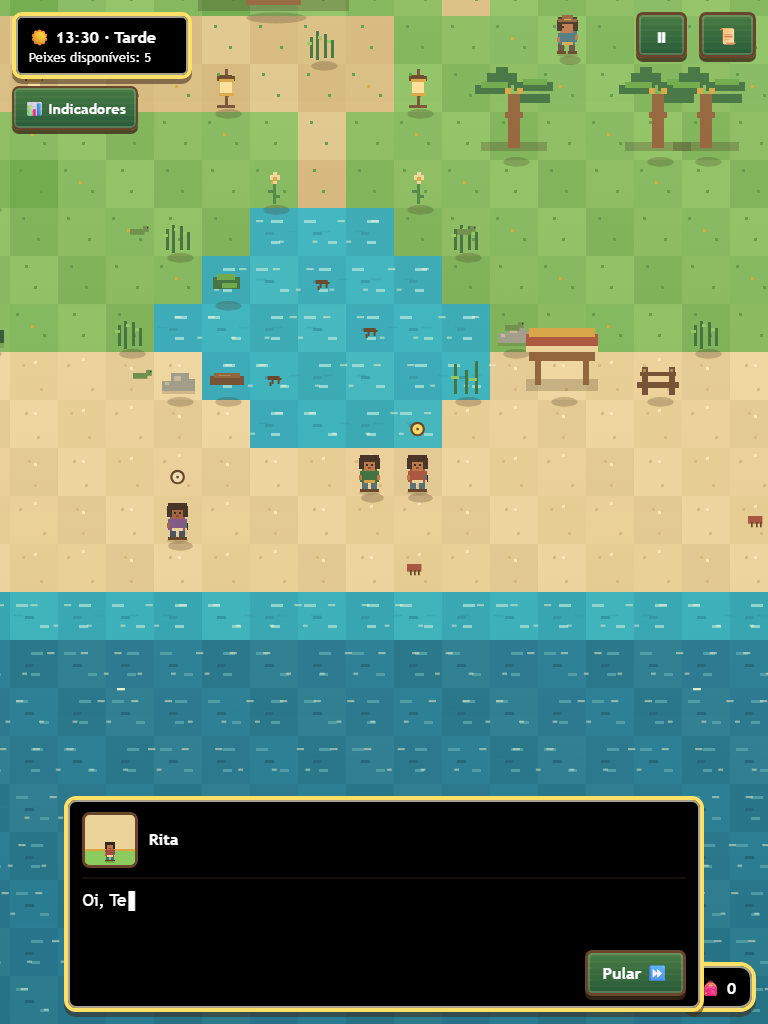 13:30 · Tarde
Peixes disponíveis: 5
Indicadores
Rita
Oi, Te
Pular
0